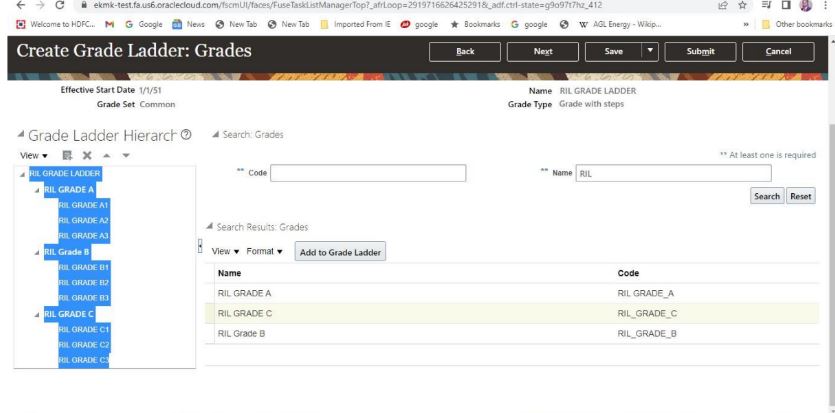 ekmk-test.fa.us6.oraclecloud.com/fscmUI/faces/FuseTaskListManagerTop?_afrLoop=2919716626425291&_adf.ctrl-state=g9o97t7hz_412
Welcome to HDFC... G Google News New Tab New Tab Imported From IE google Bookmarks G google W AGL Energy - Wikip... » Other bookmarks
Create Grade Ladder: Grades Back Next Save Submit Cancel
Effective Start Date 1/1/51 Name RIL GRADE LADDER
Grade Set Common Grade Type Grade with steps
Grade Ladder Hierarch Search: Grades
View ** At least one is required
RIL GRADE LADDER ** Code ** Name RIL
RIL GRADE A Search Reset
RIL GRADE A1
RIL GRADE A2 Search Results: Grades
RIL GRADE A3
RIL Grade B View Format Add to Grade Ladder
RIL GRADE B1 Name Code
RIL GRADE B2 RIL GRADE A RIL GRADE_A
RIL GRADE B3
RIL GRADE C RIL GRADE C RIL_GRADE_C
RIL GRADE C1 RIL Grade B RIL_GRADE_B
RIL GRADE C2
RIL GRADE C3